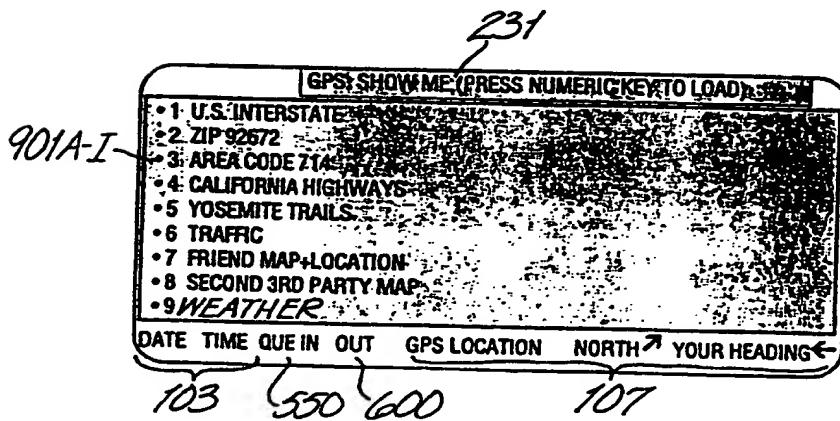 231
GPS: SHOW ME (PRESS NUMERIC KEY TO LOAD)
901A-I
• 1 U.S. INTERSTATE
• 2 ZIP 92672
• 3 AREA CODE 714
• 4 CALIFORNIA HIGHWAYS
• 5 YOSEMITE TRAILS
• 6 TRAFFIC
• 7 FRIEND MAP+LOCATION
• 8 SECOND 3RD PARTY MAP
• 9 WEATHER
DATE TIME QUE IN OUT GPS LOCATION NORTH ↗ YOUR HEADING ←
103 550 600 107